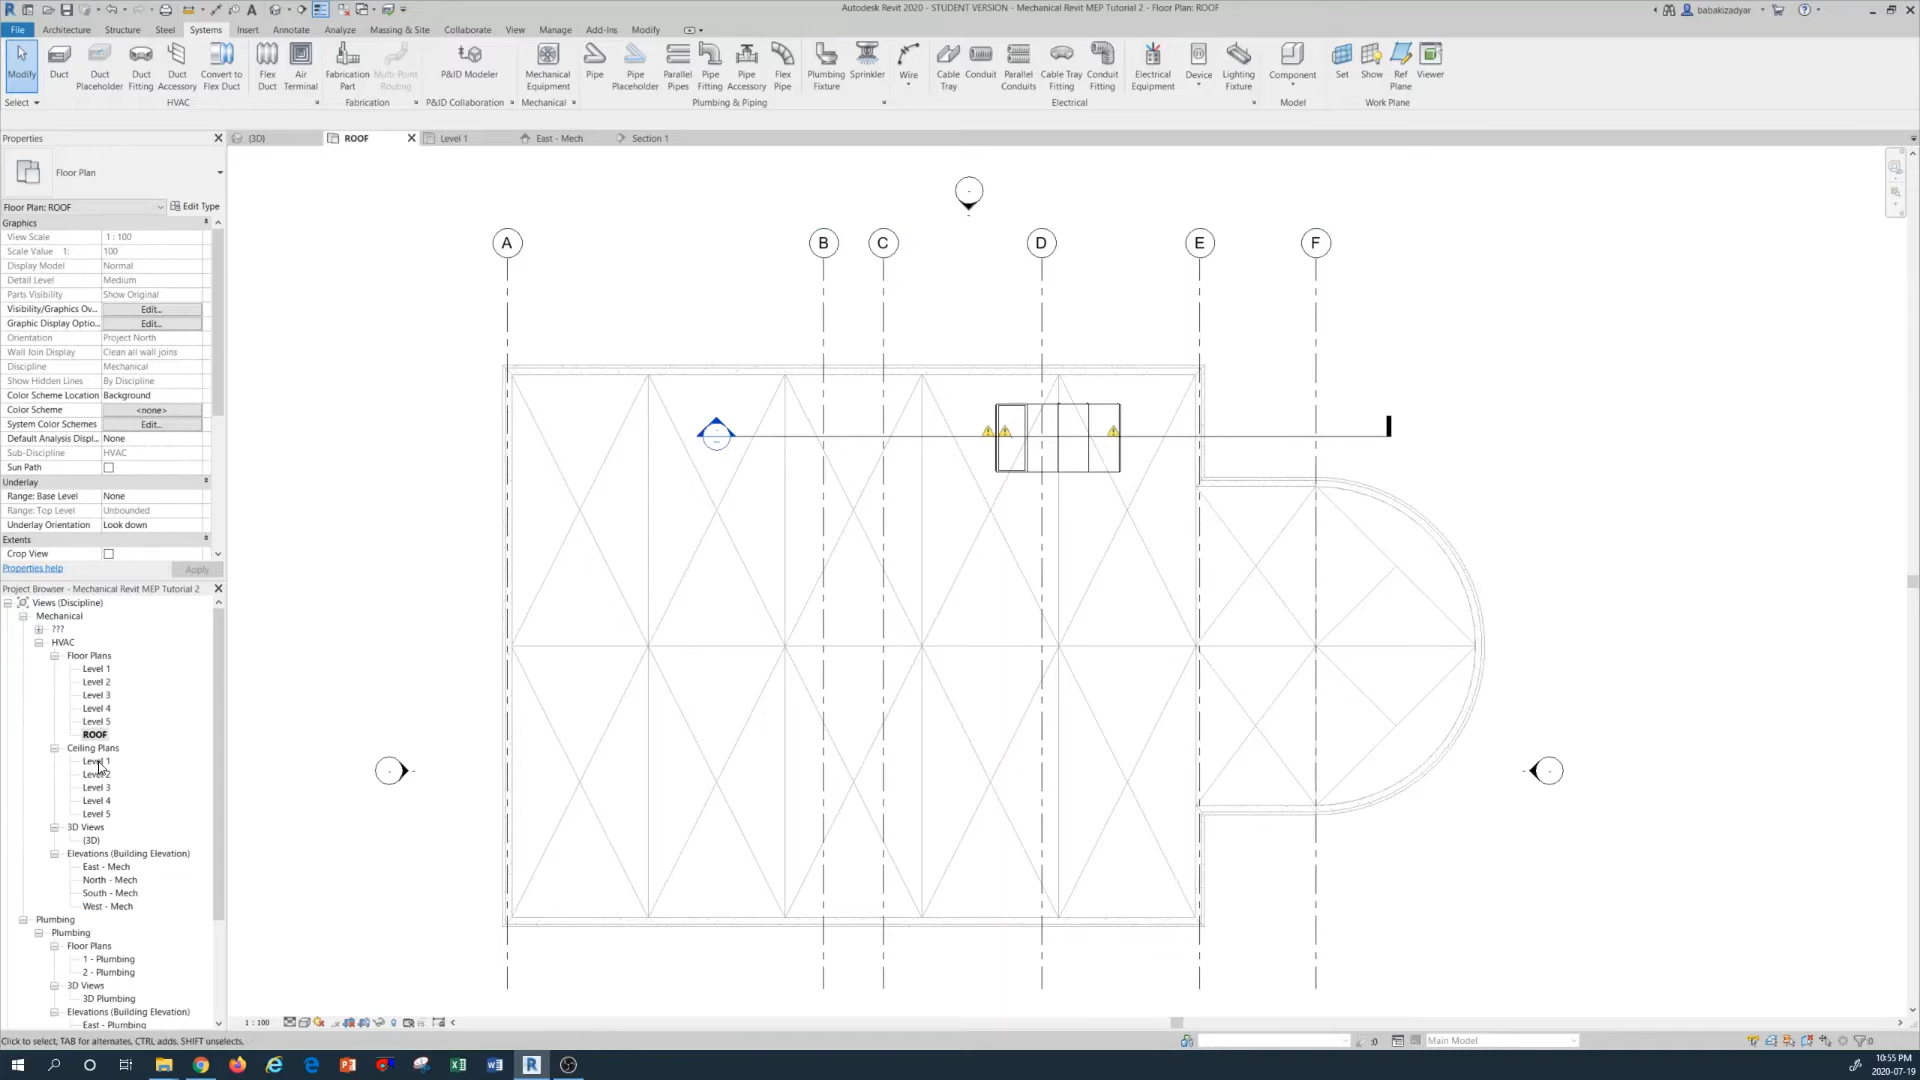 Autodesk Revit 2020 - STUDENT VERSION - Mechanical Revit MEP Tutorial 2 - Floor Plan: ROOF
babakizadyar
File Architecture Structure Steel Systems Insert Annotate Analyze Massing & Site Collaborate View Manage Add-Ins Modify
Modify
Duct
Duct Placeholder
Duct Fitting
Duct Accessory
Convert to Flex Duct
Flex Duct
Air Terminal
Fabrication Part
Multi-Point Routing
P&ID Modeler
Mechanical Equipment
Pipe
Pipe Placeholder
Parallel Pipes
Pipe Fitting
Pipe Accessory
Flex Pipe
Plumbing Fixture
Sprinkler
Wire
Cable Tray
Conduit
Parallel Conduits
Cable Tray Fitting
Conduit Fitting
Electrical Equipment
Device
Lighting Fixture
Component
Set
Show
Ref Plane
Viewer
Select HVAC Fabrication P&ID Collaboration Mechanical Plumbing & Piping Electrical Model Work Plane
Properties
{3D} ROOF Level 1 East - Mech Section 1
Floor Plan
Floor Plan: ROOF Edit Type
Graphics
View Scale 1 : 100
Scale Value 1: 100
Display Model Normal
Detail Level Medium
Parts Visibility Show Original
Visibility/Graphics Ov... Edit...
Graphic Display Optio... Edit...
Orientation Project North
Wall Join Display Clean all wall joins
Discipline Mechanical
Show Hidden Lines By Discipline
Color Scheme Location Background
Color Scheme <none>
System Color Schemes Edit...
Default Analysis Displ... None
Sub-Discipline HVAC
Sun Path
Underlay
Range: Base Level None
Range: Top Level Unbounded
Underlay Orientation Look down
Extents
Crop View
Properties help Apply
Project Browser - Mechanical Revit MEP Tutorial 2
Views (Discipline)
Mechanical
???
HVAC
Floor Plans
Level 1
Level 2
Level 3
Level 4
Level 5
ROOF
Ceiling Plans
Level 1
Level 2
Level 3
Level 4
Level 5
3D Views
{3D}
Elevations (Building Elevation)
East - Mech
North - Mech
South - Mech
West - Mech
Plumbing
Plumbing
Floor Plans
1 - Plumbing
2 - Plumbing
3D Views
3D Plumbing
Elevations (Building Elevation)
East - Plumbing
A B C D E F
1 : 100
Click to select, TAB for alternates, CTRL adds, SHIFT unselects.
:0
Main Model
:0
10:55 PM
2020-07-19